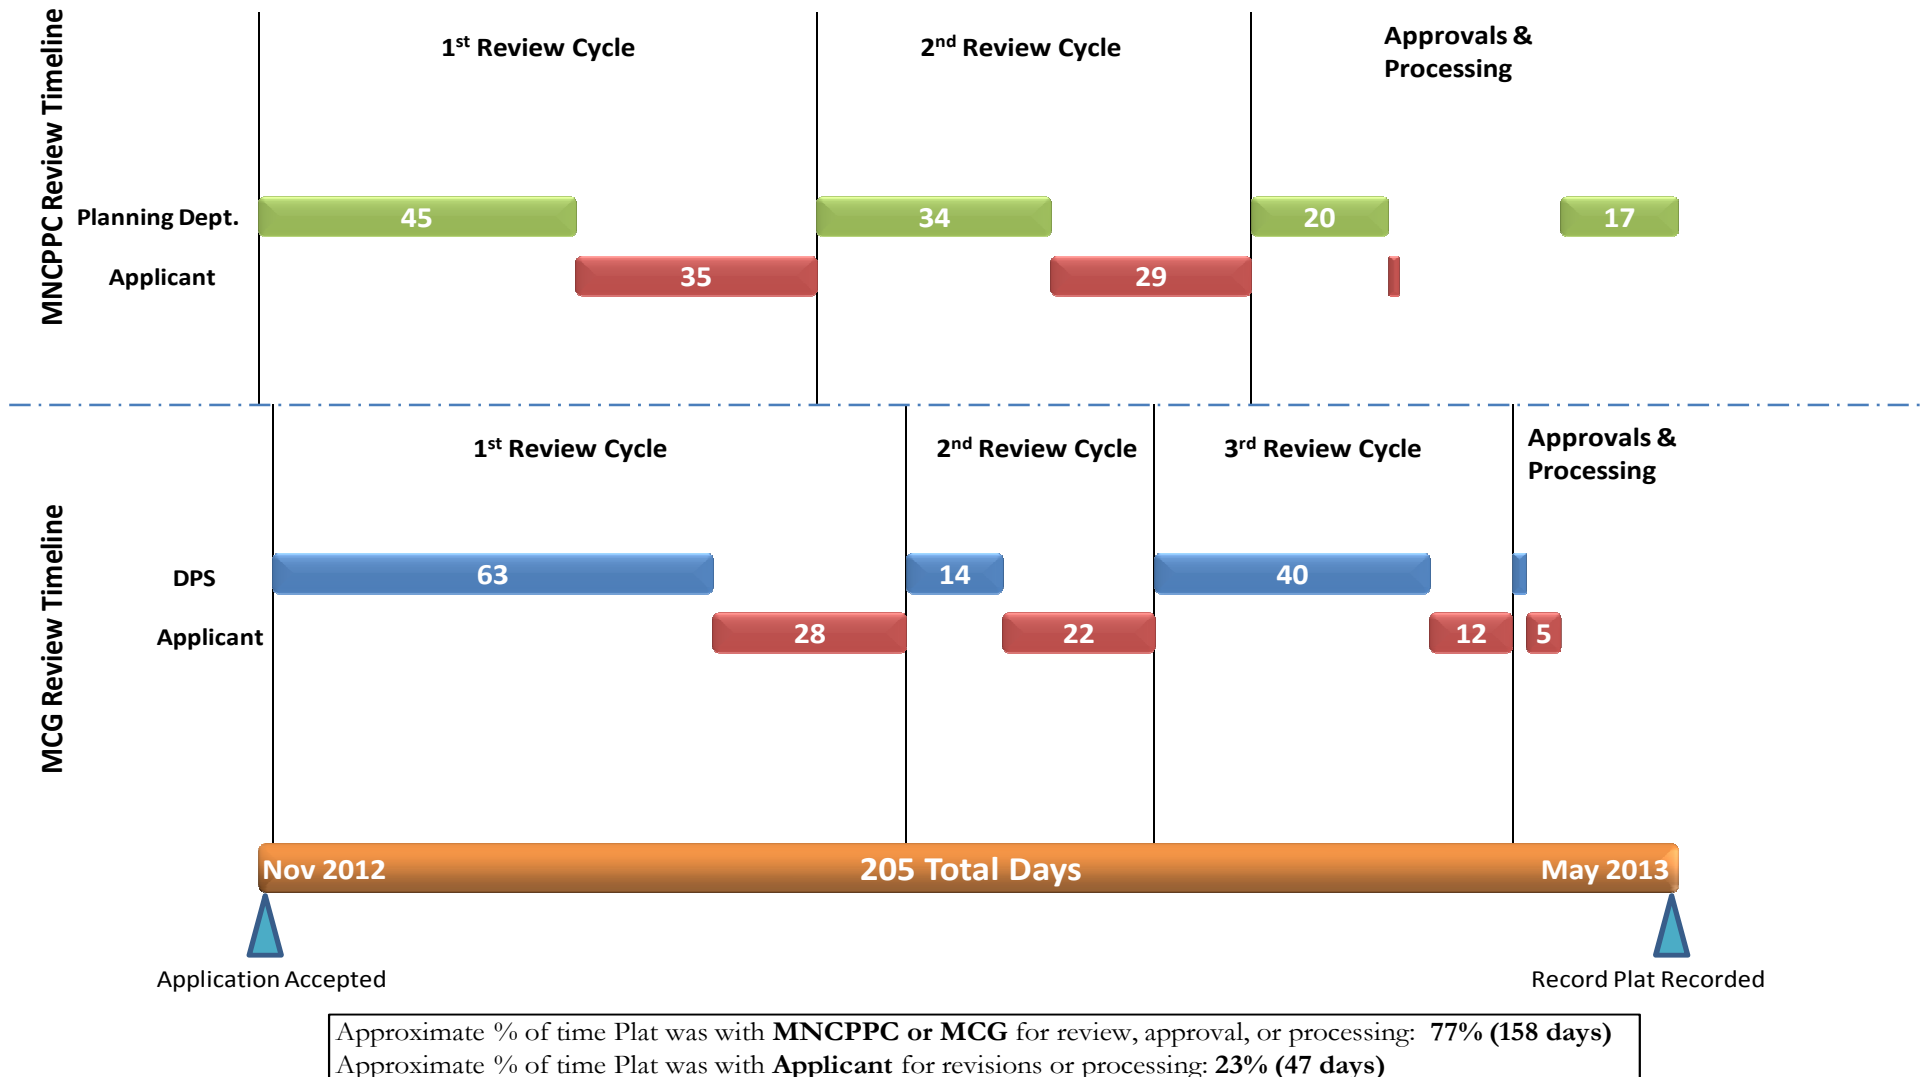 MNCPPC Review Timeline
1st Review Cycle
2nd Review Cycle
Approvals &
Processing
Planning Dept.
45
34
20
17
Applicant
35
29
MCG Review Timeline
1st Review Cycle
2nd Review Cycle
3rd Review Cycle
Approvals &
Processing
DPS
63
14
40
Applicant
28
22
12
5
Nov 2012
205 Total Days
May 2013
Application Accepted
Record Plat Recorded
Approximate % of time Plat was with MNCPPC or MCG for review, approval, or processing: 77% (158 days)
Approximate % of time Plat was with Applicant for revisions or processing: 23% (47 days)